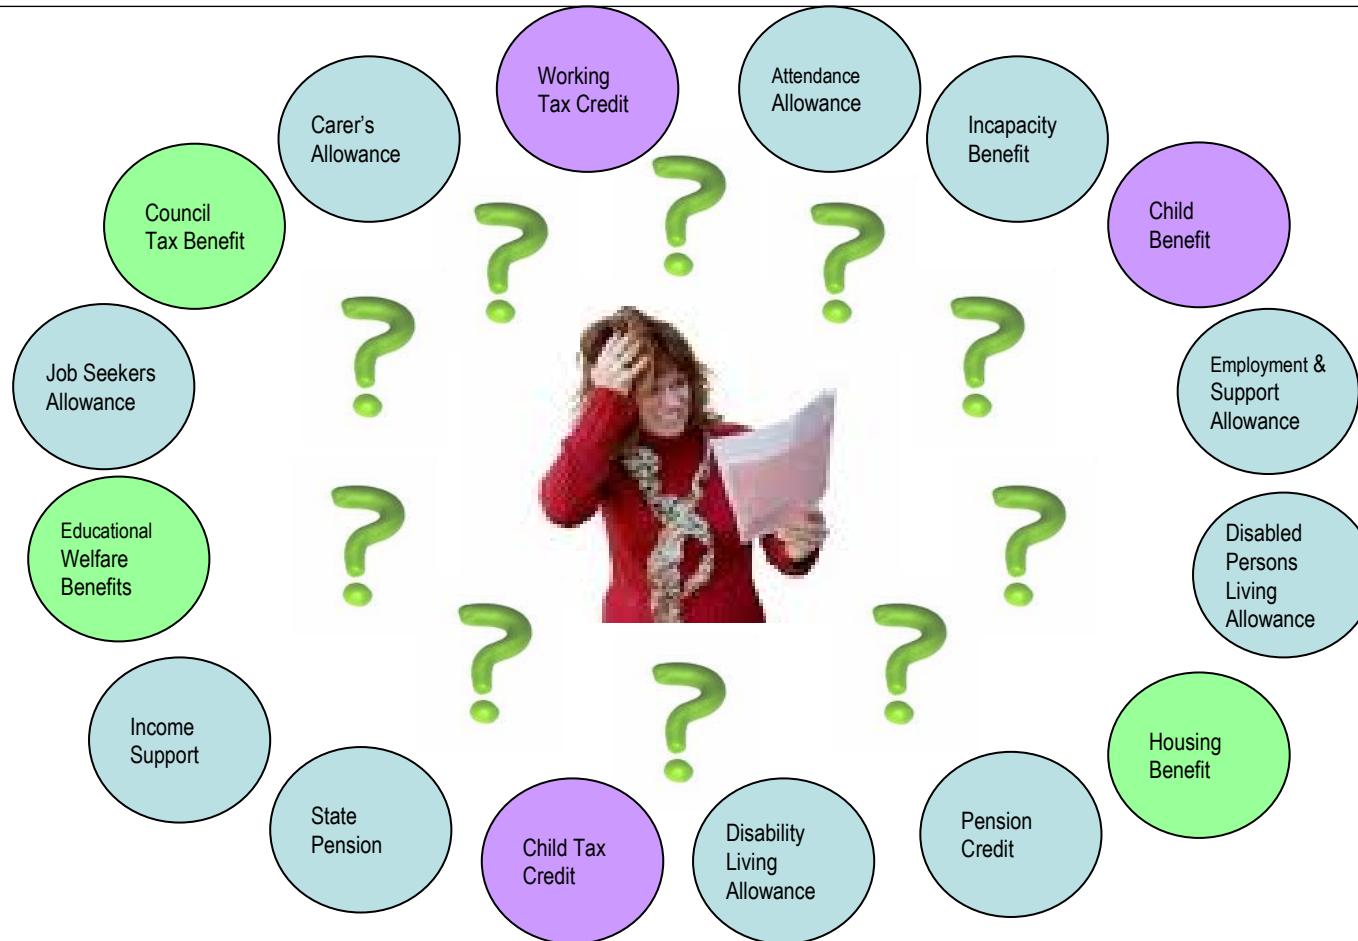 Working
Tax Credit
Attendance
Allowance
Carer's
Allowance
Incapacity
Benefit
Council
Tax Benefit
Child
Benefit
Job Seekers
Allowance
Employment &
Support
Allowance
Educational
Welfare
Benefits
Disabled
Persons
Living
Allowance
Income
Support
Housing
Benefit
State
Pension
Child Tax
Credit
Disability
Living
Allowance
Pension
Credit